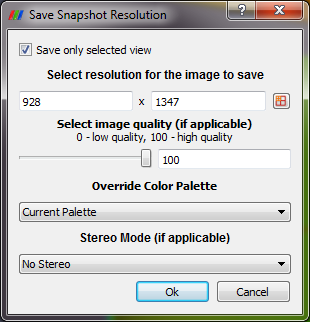 Save Snapshot Resolution
Save only selected view
Select resolution for the image to save
928 x 1347
Select image quality (if applicable)
0 - low quality, 100 - high quality
100
Override Color Palette
Current Palette
Stereo Mode (if applicable)
No Stereo
Ok Cancel